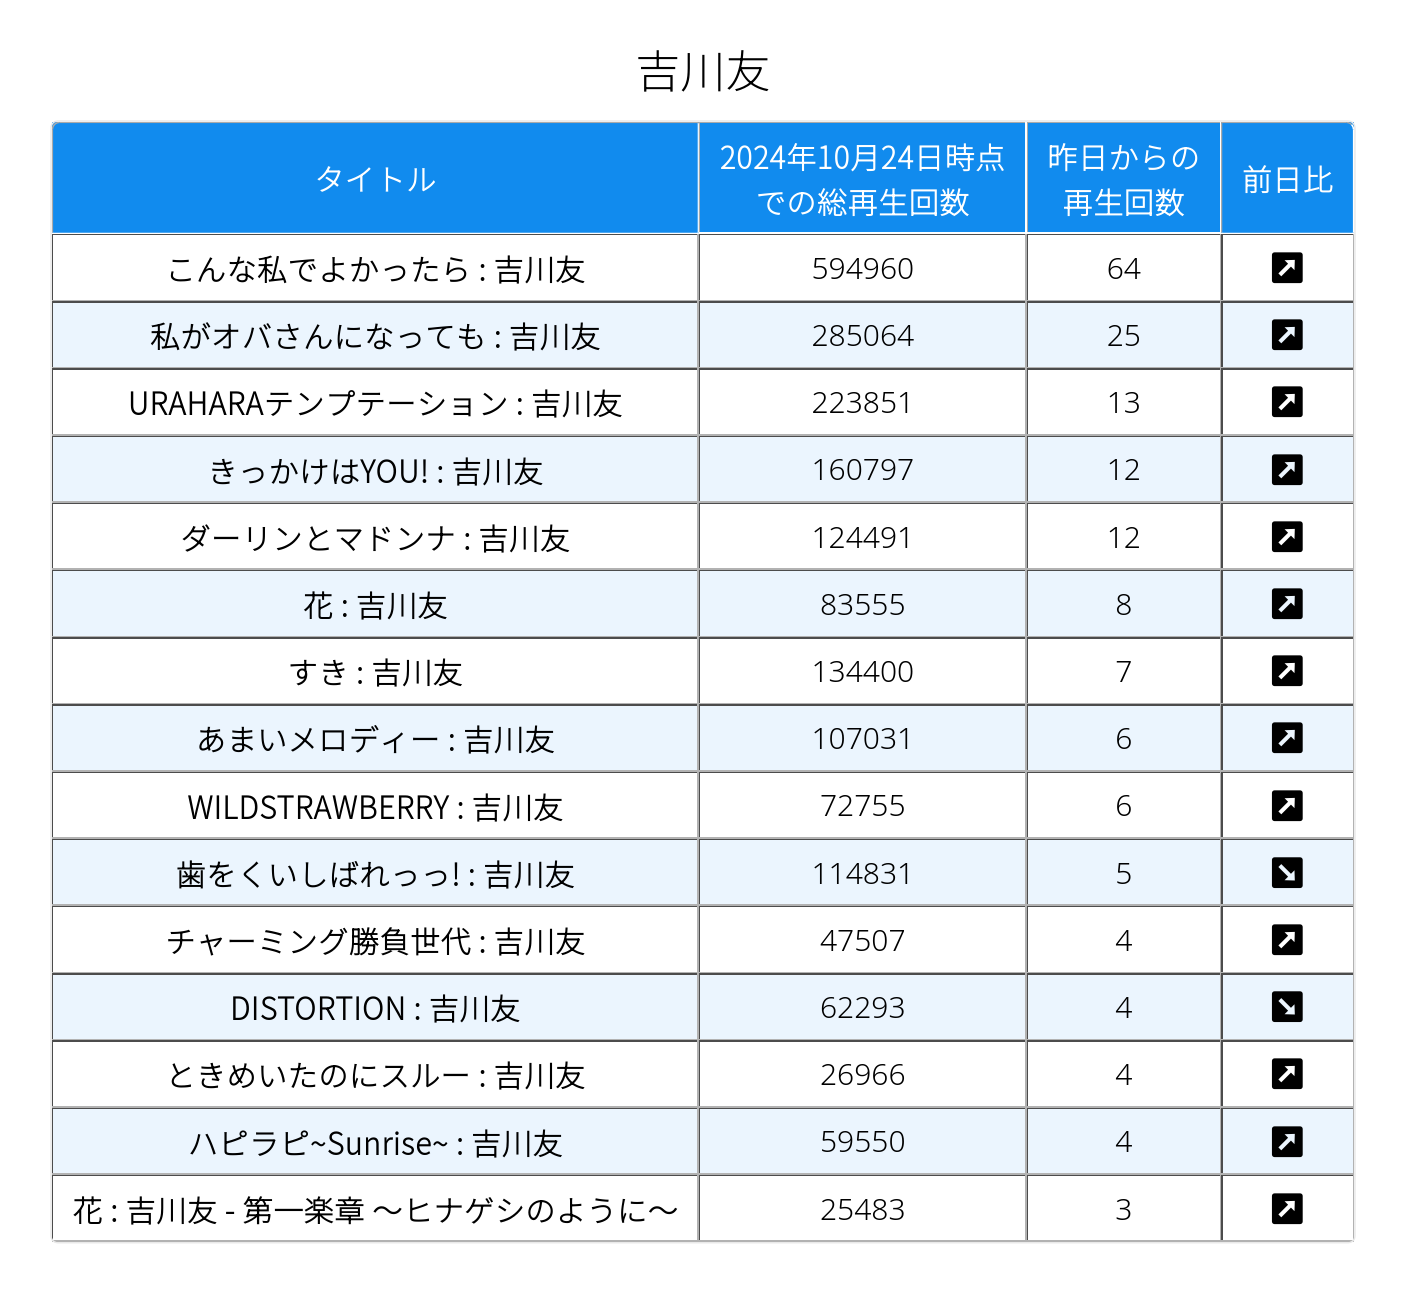 吉川友
タイトル
2024年10月24日時点
での総再生回数
昨日からの
再生回数
前日比
こんな私でよかったら : 吉川友 594960 64 ↗
私がオバさんになっても : 吉川友 285064 25 ↗
URAHARAテンプテーション : 吉川友 223851 13 ↗
きっかけはYOU! : 吉川友 160797 12 ↗
ダーリンとマドンナ : 吉川友 124491 12 ↗
花 : 吉川友 83555 8 ↗
すき : 吉川友 134400 7 ↗
あまいメロディー : 吉川友 107031 6 ↗
WILDSTRAWBERRY : 吉川友 72755 6 ↗
歯をくいしばれっっ! : 吉川友 114831 5 ↘
チャーミング勝負世代 : 吉川友 47507 4 ↗
DISTORTION : 吉川友 62293 4 ↘
ときめいたのにスルー : 吉川友 26966 4 ↗
ハピラピ~Sunrise~ : 吉川友 59550 4 ↗
花 : 吉川友 - 第一楽章 〜ヒナゲシのように〜 25483 3 ↗